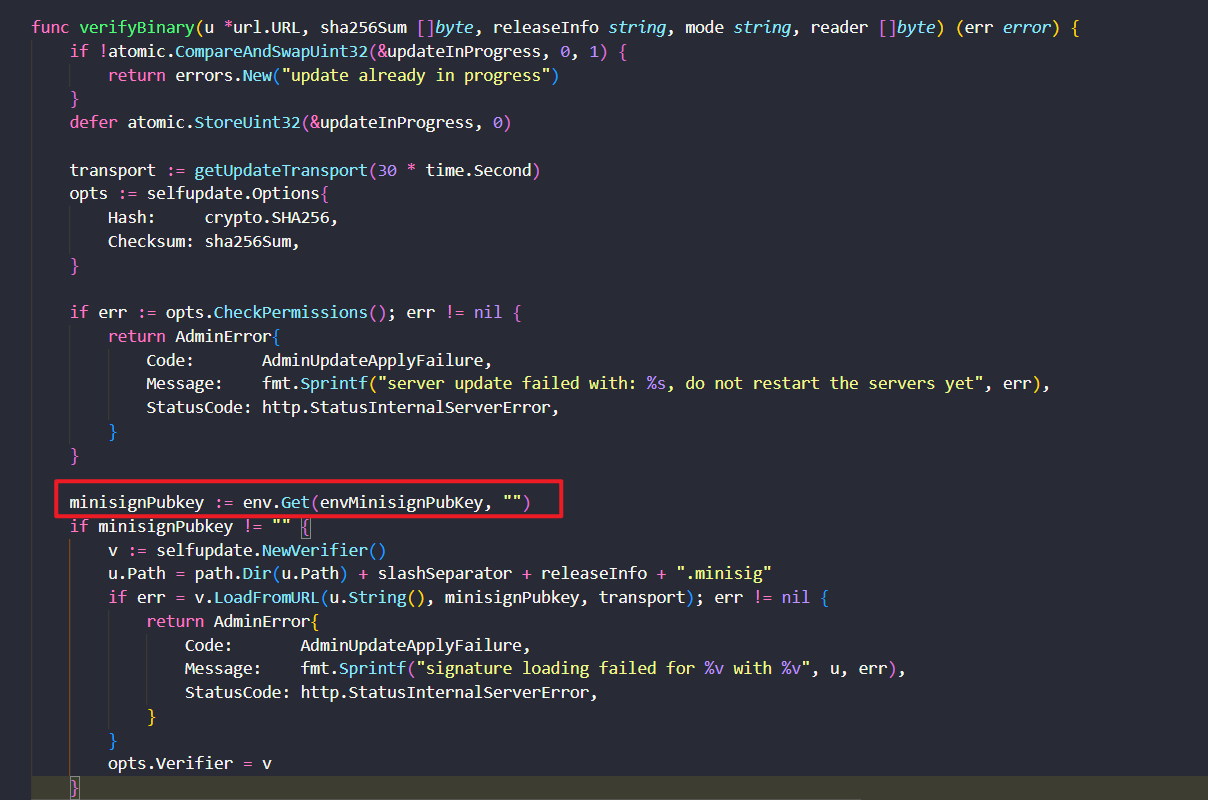 func verifyBinary(u *url.URL, sha256Sum []byte, releaseInfo string, mode string, reader []byte) (err error) {
    if !atomic.CompareAndSwapUint32(&updateInProgress, 0, 1) {
        return errors.New("update already in progress")
    }
    defer atomic.StoreUint32(&updateInProgress, 0)

    transport := getUpdateTransport(30 * time.Second)
    opts := selfupdate.Options{
        Hash:     crypto.SHA256,
        Checksum: sha256Sum,
    }

    if err := opts.CheckPermissions(); err != nil {
        return AdminError{
            Code:       AdminUpdateApplyFailure,
            Message:    fmt.Sprintf("server update failed with: %s, do not restart the servers yet", err),
            StatusCode: http.StatusInternalServerError,
        }
    }

    minisignPubkey := env.Get(envMinisignPubKey, "")
    if minisignPubkey != "" {
        v := selfupdate.NewVerifier()
        u.Path = path.Dir(u.Path) + slashSeparator + releaseInfo + ".minisig"
        if err = v.LoadFromURL(u.String(), minisignPubkey, transport); err != nil {
            return AdminError{
                Code:       AdminUpdateApplyFailure,
                Message:    fmt.Sprintf("signature loading failed for %v with %v", u, err),
                StatusCode: http.StatusInternalServerError,
            }
        }
        opts.Verifier = v
    }